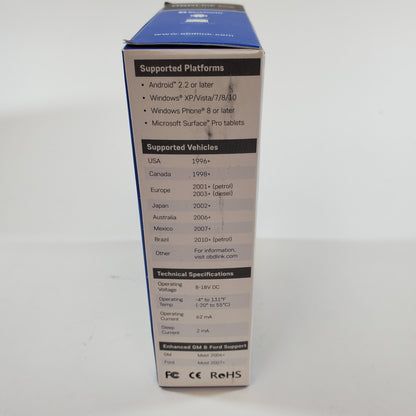 www.obdlink.com
Supported Platforms
• Android™ 2.2 or later
• Windows® XP/Vista/7/8/10
• Windows Phone® 8 or later
• Microsoft Surface™ Pro tablets
Supported Vehicles
USA 1996+
Canada 1998+
Europe 2001+ (petrol)
2003+ (diesel)
Japan 2002+
Australia 2006+
Mexico 2007+
Brazil 2010+ (petrol)
Other For information,
visit obdlink.com
Technical Specifications
Operating
Voltage 8-18V DC
Operating
Temp -4° to 131°F
(-20° to 55°C)
Operating
Current 62 mA
Sleep
Current 2 mA
Enhanced GM & Ford Support
GM Most 2006+
Ford Most 2007+
FC CE RoHS